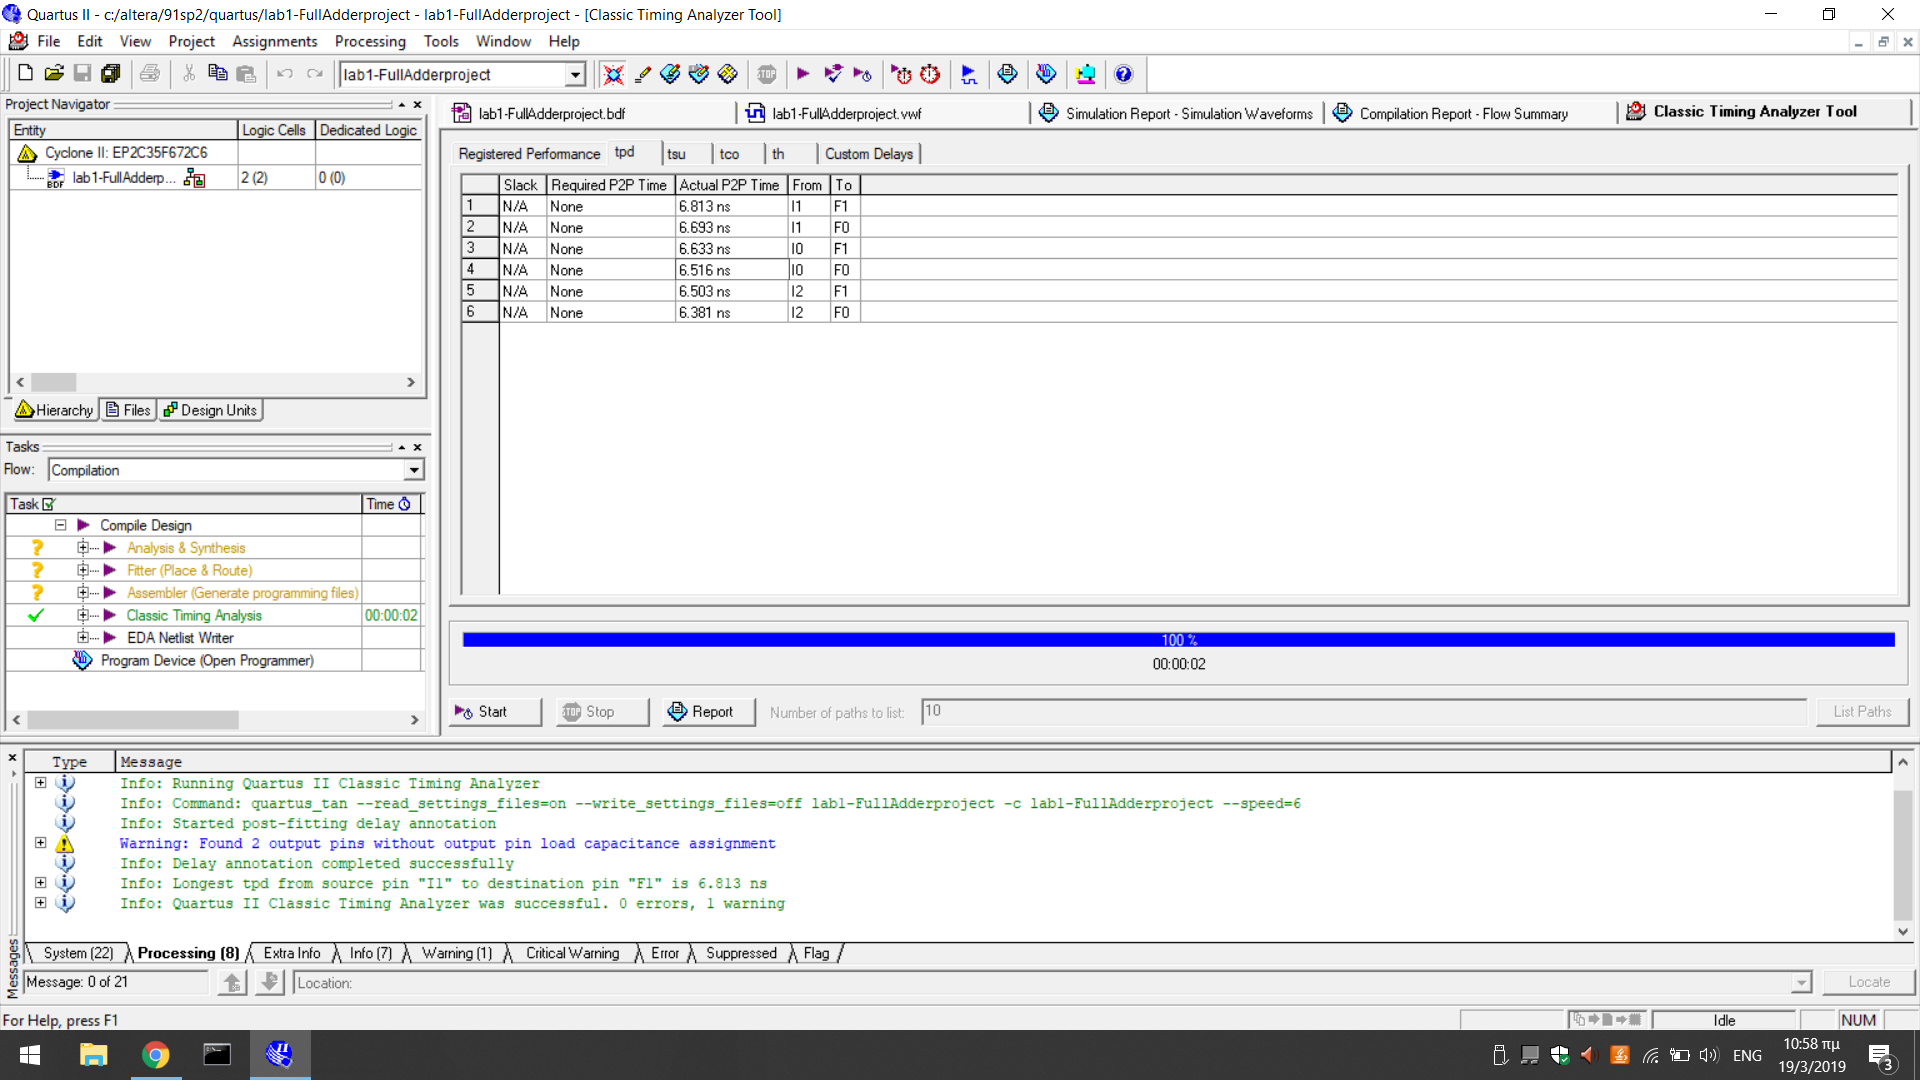 Quartus II - c:/altera/91sp2/quartus/lab1-FullAdderproject - lab1-FullAdderproject - [Classic Timing Analyzer Tool]
File Edit View Project Assignments Processing Tools Window Help
lab1-FullAdderproject
Project Navigator
Entity Logic Cells Dedicated Logic
Cyclone II: EP2C35F672C6
lab1-FullAdderp... 2 (2) 0 (0)
Hierarchy Files Design Units
Tasks
Flow: Compilation
Task Time
Compile Design
Analysis & Synthesis
Fitter (Place & Route)
Assembler (Generate programming files)
Classic Timing Analysis 00:00:02
EDA Netlist Writer
Program Device (Open Programmer)
lab1-FullAdderproject.bdf lab1-FullAdderproject.vwf Simulation Report - Simulation Waveforms Compilation Report - Flow Summary Classic Timing Analyzer Tool
Registered Performance tpd tsu tco th Custom Delays
Slack Required P2P Time Actual P2P Time From To
1 N/A None 6.813 ns I1 F1
2 N/A None 6.693 ns I1 F0
3 N/A None 6.633 ns I0 F1
4 N/A None 6.516 ns I0 F0
5 N/A None 6.503 ns I2 F1
6 N/A None 6.381 ns I2 F0
100 %
00:00:02
Start Stop Report Number of paths to list: 10 List Paths
Type Message
Info: Running Quartus II Classic Timing Analyzer
Info: Command: quartus_tan --read_settings_files=on --write_settings_files=off lab1-FullAdderproject -c lab1-FullAdderproject --speed=6
Info: Started post-fitting delay annotation
Warning: Found 2 output pins without output pin load capacitance assignment
Info: Delay annotation completed successfully
Info: Longest tpd from source pin "I1" to destination pin "F1" is 6.813 ns
Info: Quartus II Classic Timing Analyzer was successful. 0 errors, 1 warning
System (22) Processing (8) Extra Info Info (7) Warning (1) Critical Warning Error Suppressed Flag
Messages
Message: 0 of 21 Location: Locate
For Help, press F1 Idle NUM
ENG 10:58 πμ
19/3/2019
3